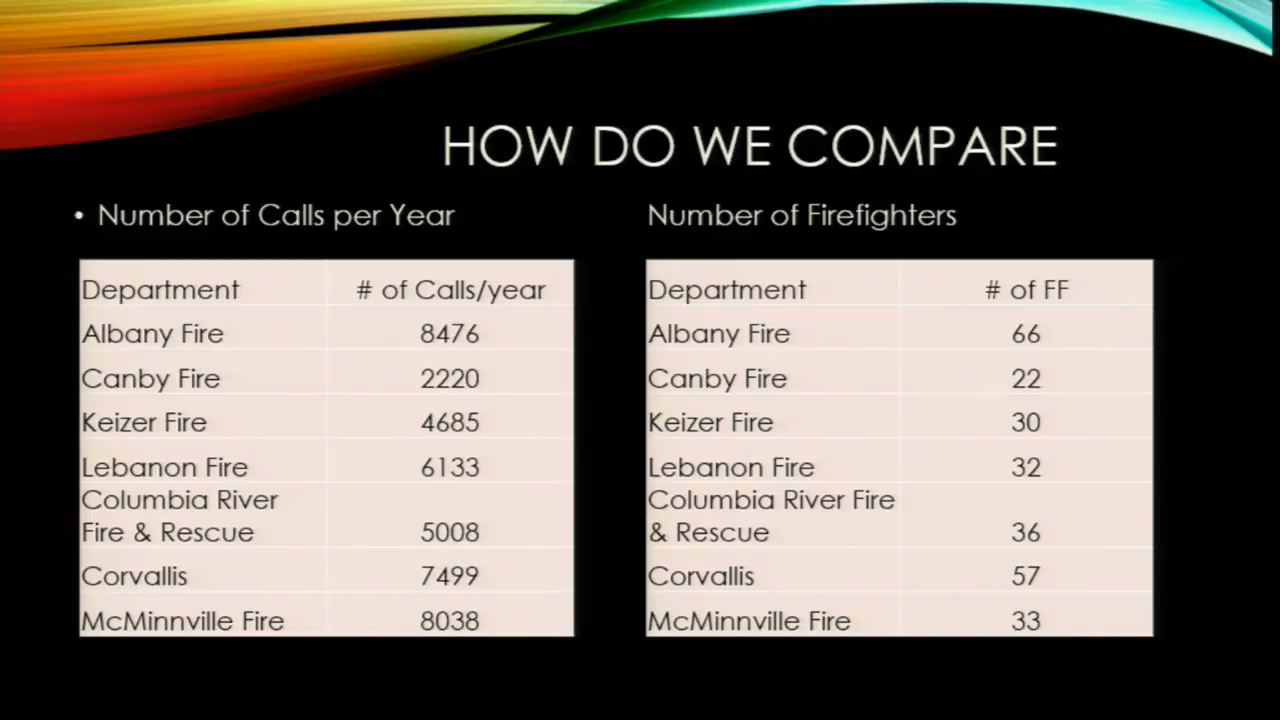 HOW DO WE COMPARE
• Number of Calls per Year
Department # of Calls/year
Albany Fire 8476
Canby Fire 2220
Keizer Fire 4685
Lebanon Fire 6133
Columbia River
Fire & Rescue 5008
Corvallis 7499
McMinnville Fire 8038
Number of Firefighters
Department # of FF
Albany Fire 66
Canby Fire 22
Keizer Fire 30
Lebanon Fire 32
Columbia River Fire
& Rescue 36
Corvallis 57
McMinnville Fire 33